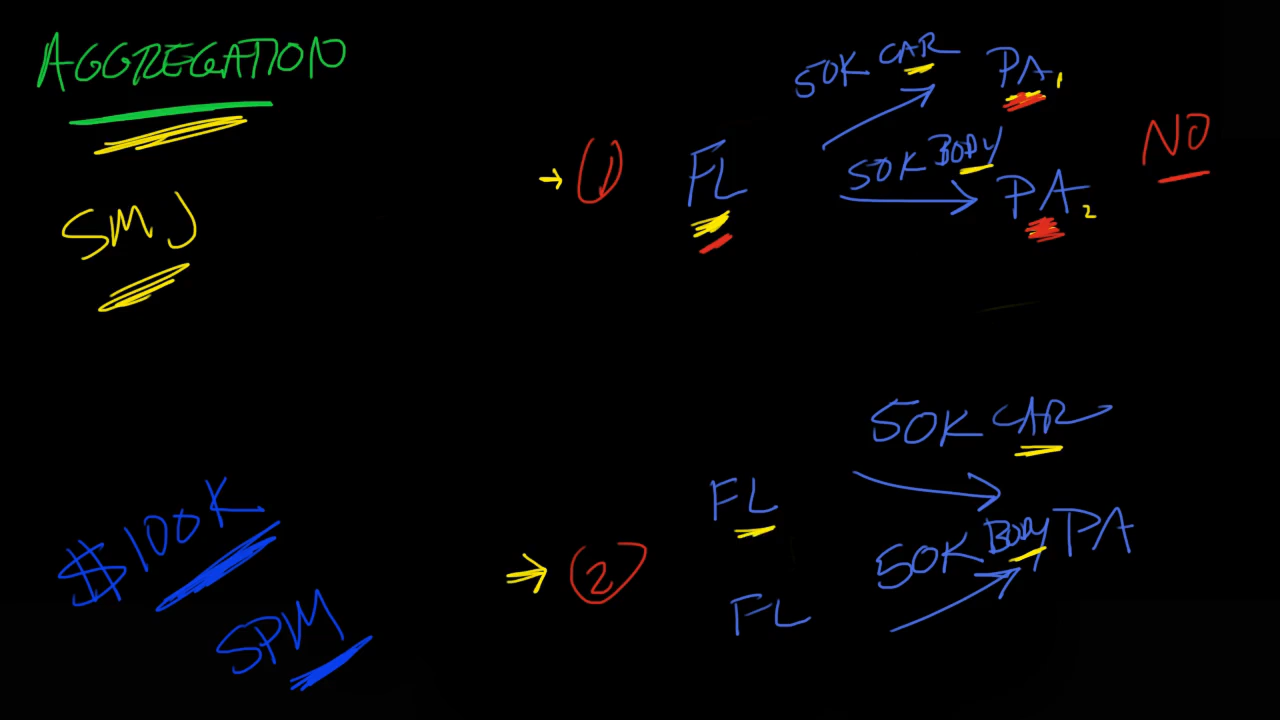 AGGREGATION
SMJ
$100K
SPM
→ 1
FL
50K CAR PA1
50K BODY PA2
NO
→ 2
FL
FL
50K CAR
50K BODY PA